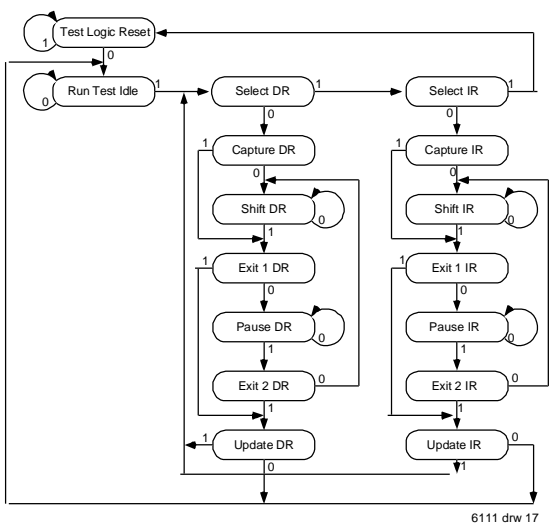 Test Logic Reset
1
0
Run Test Idle
0
1
Select DR
1
Select IR
1
0
0
1
Capture DR
1
Capture IR
0
0
Shift DR
0
Shift IR
0
1
1
1
Exit 1 DR
1
Exit 1 IR
0
0
Pause DR
0
Pause IR
0
1
1
Exit 2 DR
0
Exit 2 IR
0
1
1
1
Update DR
Update IR
0
0
1
6111 drw 17